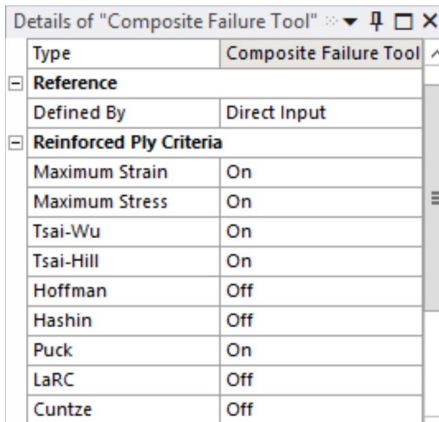 Details of "Composite Failure Tool"
Type Composite Failure Tool
Reference
Defined By Direct Input
Reinforced Ply Criteria
Maximum Strain On
Maximum Stress On
Tsai-Wu On
Tsai-Hill On
Hoffman Off
Hashin Off
Puck On
LaRC Off
Cuntze Off